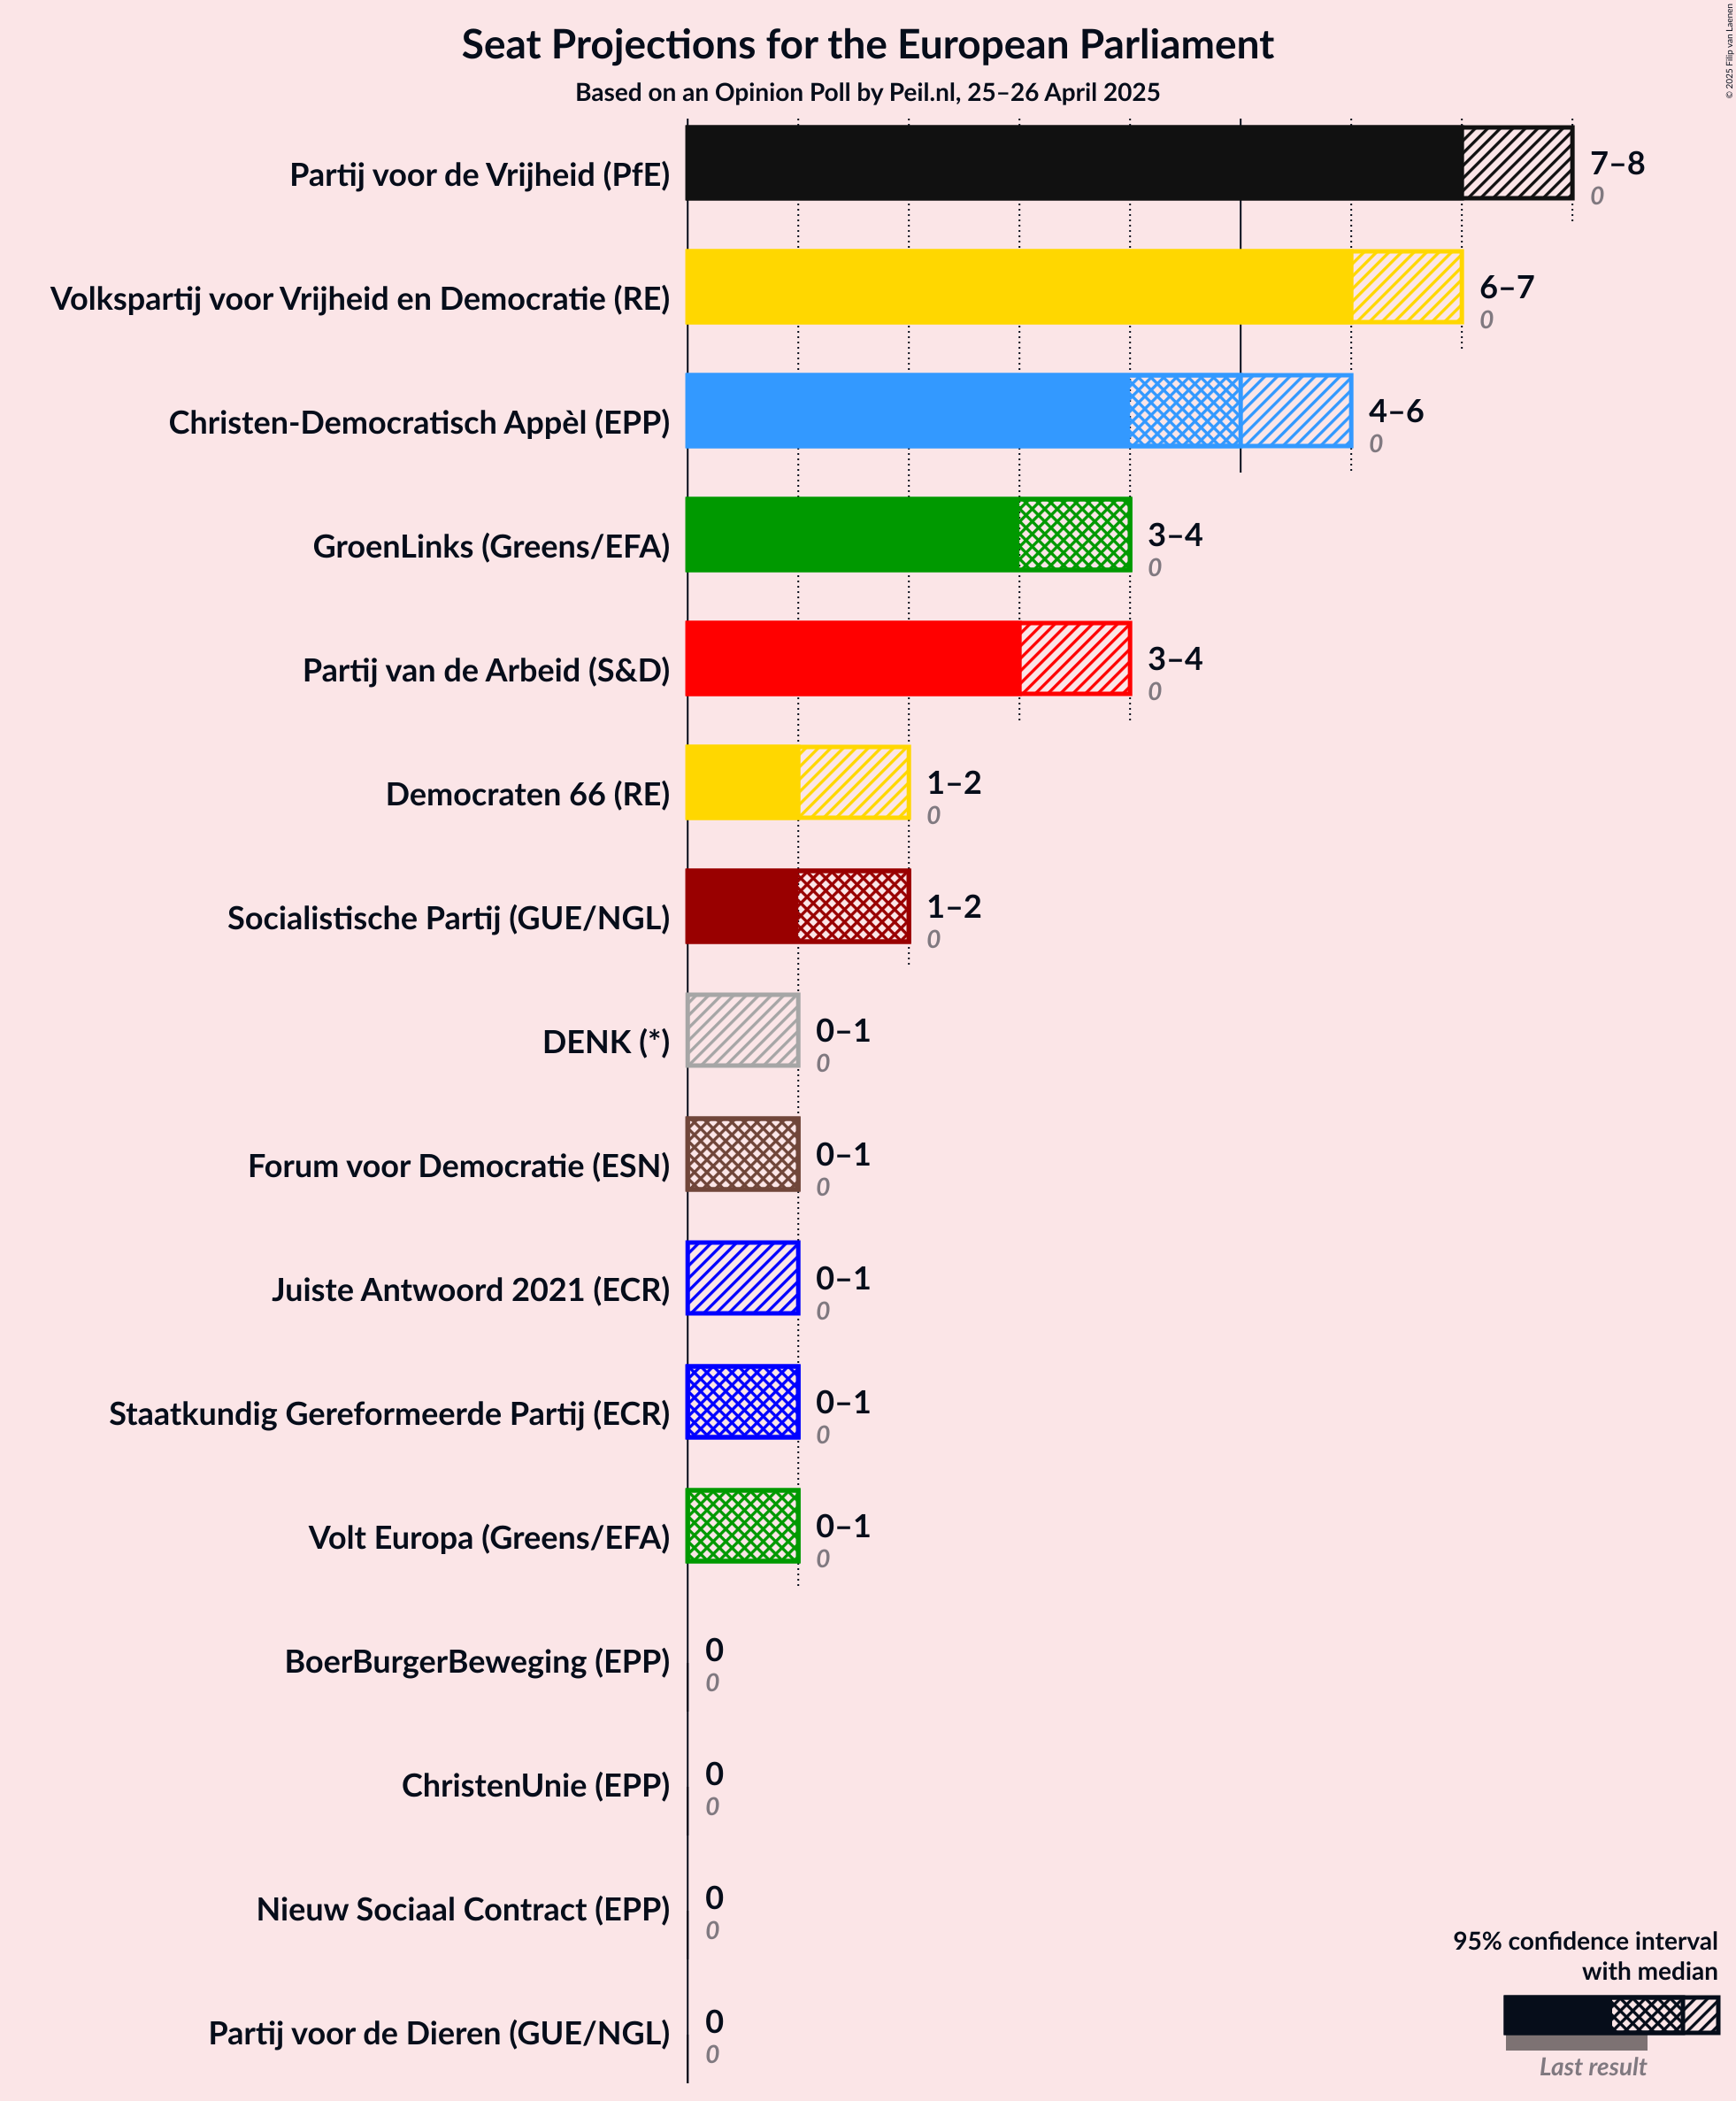 Seat Projections for the European Parliament
Based on an Opinion Poll by Peil.nl, 25–26 April 2025
© 2025 Filip van Laenen
Partij voor de Vrijheid (PfE)
7–8
0
Volkspartij voor Vrijheid en Democratie (RE)
6–7
0
Christen-Democratisch Appèl (EPP)
4–6
0
GroenLinks (Greens/EFA)
3–4
0
Partij van de Arbeid (S&D)
3–4
0
Democraten 66 (RE)
1–2
0
Socialistische Partij (GUE/NGL)
1–2
0
DENK (*)
0–1
0
Forum voor Democratie (ESN)
0–1
0
Juiste Antwoord 2021 (ECR)
0–1
0
Staatkundig Gereformeerde Partij (ECR)
0–1
0
Volt Europa (Greens/EFA)
0–1
0
BoerBurgerBeweging (EPP)
0
0
ChristenUnie (EPP)
0
0
Nieuw Sociaal Contract (EPP)
0
0
Partij voor de Dieren (GUE/NGL)
0
0
95% confidence interval
with median
Last result